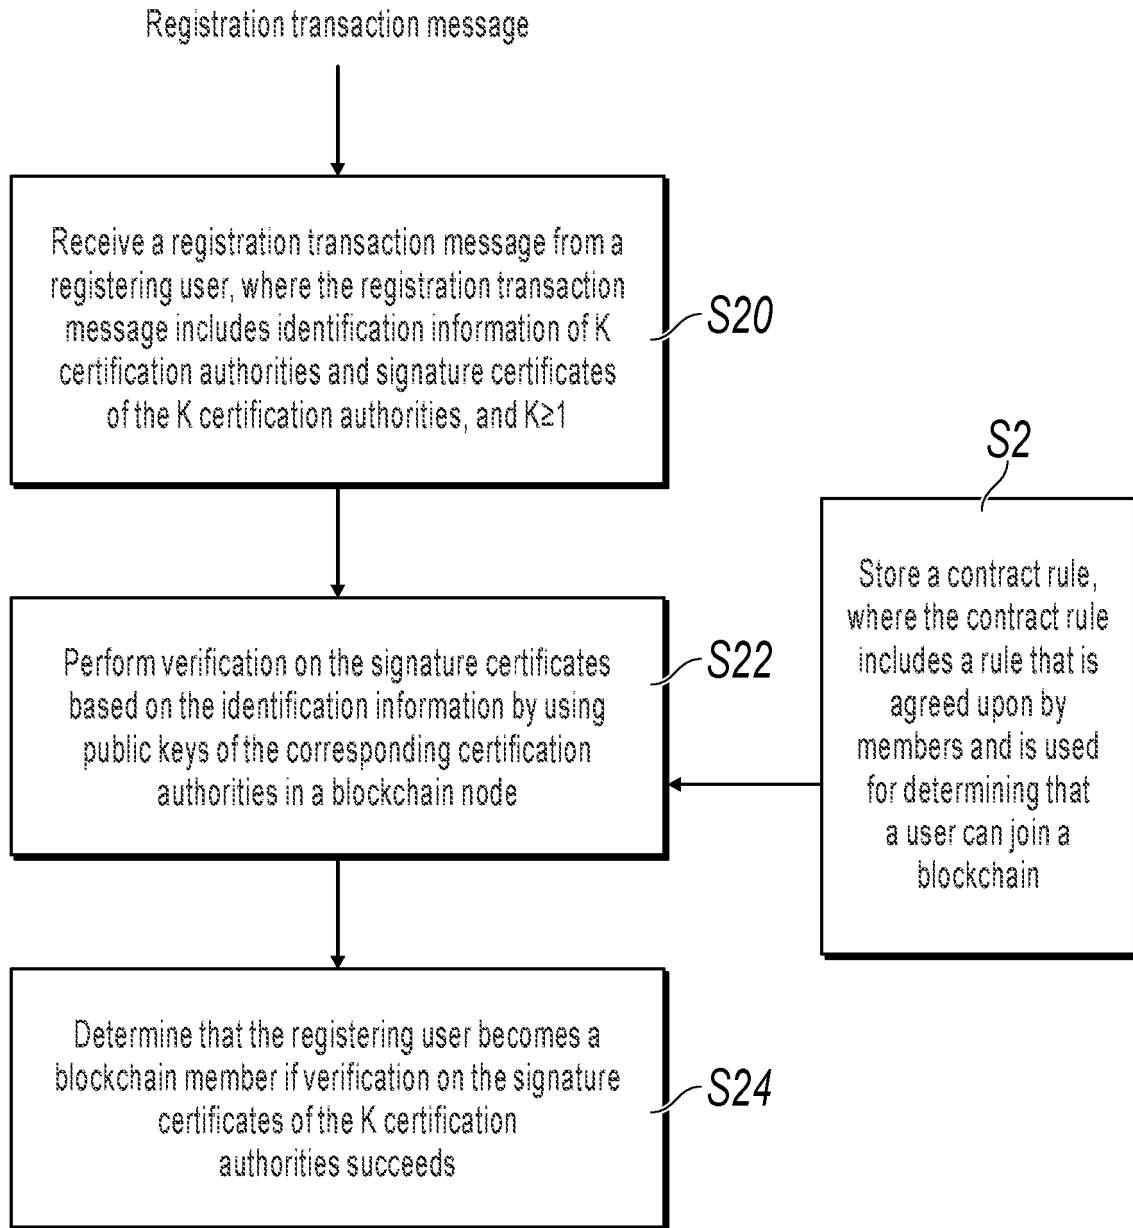 Registration transaction message
Receive a registration transaction message from a
registering user, where the registration transaction
message includes identification information of K
certification authorities and signature certificates
of the K certification authorities, and K≥1
S20
S2
Perform verification on the signature certificates
based on the identification information by using
public keys of the corresponding certification
authorities in a blockchain node
S22
Store a contract rule,
where the contract rule
includes a rule that is
agreed upon by
members and is used
for determining that
a user can join a
blockchain
Determine that the registering user becomes a
blockchain member if verification on the signature
certificates of the K certification
authorities succeeds
S24